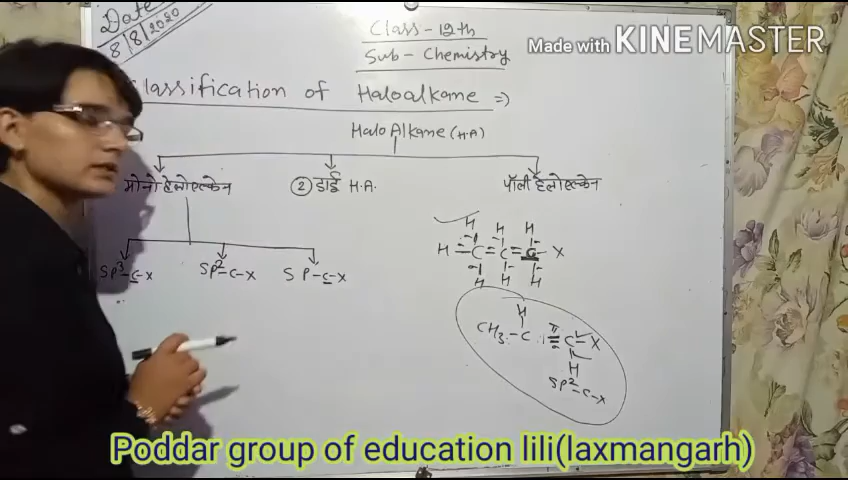 Date
8/8/2020
Class-12th
Sub- Chemistry
Made with KINEMASTER
Classification of Haloalkane =>
Halo Alkane (H.A)
मोनो हेलोएल्केन
② डाई H.A.
पॉली हेलोएल्केन
SP³-C-X
SP²-C-X
SP-C-X
H H H
H-C-C-C-X
H H H
H
CH₃-C=C-X
H
SP²-C-X
Poddar group of education lili(laxmangarh)